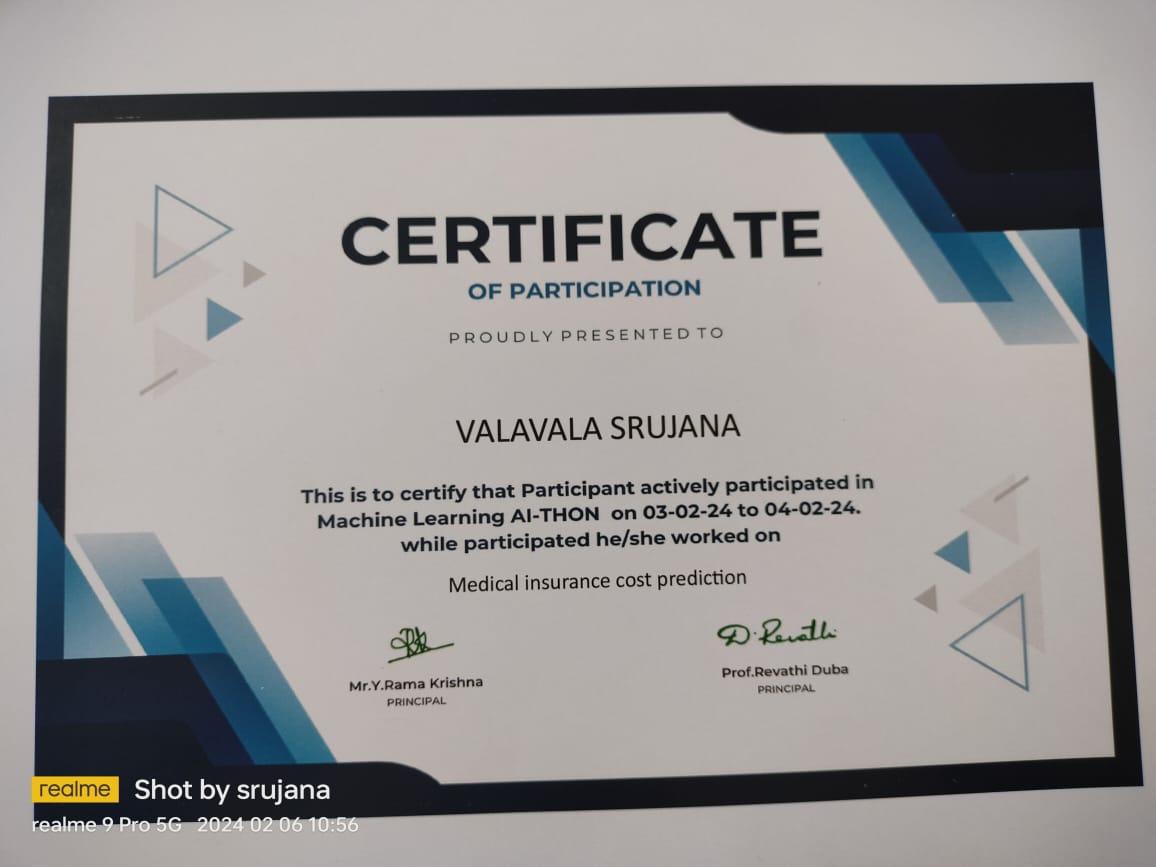 CERTIFICATE
OF PARTICIPATION
PROUDLY PRESENTED TO
VALAVALA SRUJANA
This is to certify that Participant actively participated in
Machine Learning AI-THON on 03-02-24 to 04-02-24.
while participated he/she worked on
Medical insurance cost prediction
D. Revathi
Mr.Y.Rama Krishna
PRINCIPAL
Prof.Revathi Duba
PRINCIPAL
realme Shot by srujana
realme 9 Pro 5G 2024 02 06 10:56